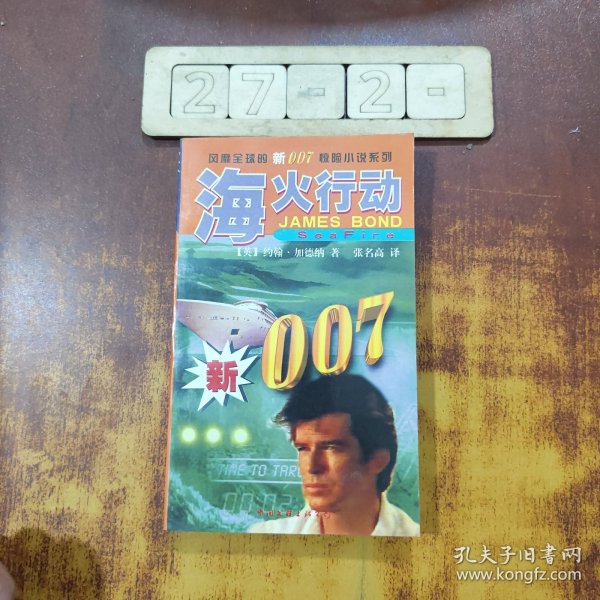 27-2-
风靡全球的新007惊险小说系列
海火行动
JAMES BOND
SeaFire
【英】约翰·加德纳 著 张名高 译
007
新
TIME TO TARG
孔夫子旧书网
www.kongfz.com